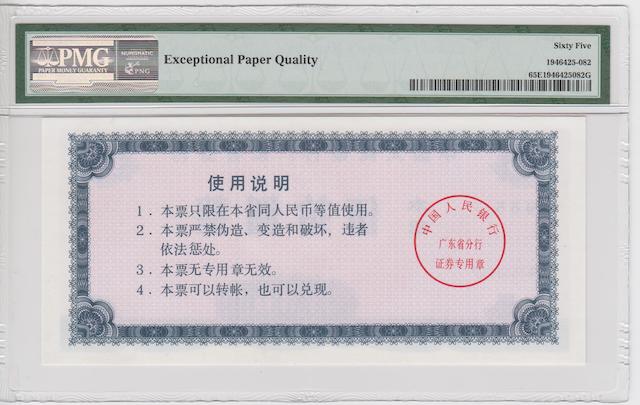 PMG
PAPER MONEY GUARANTY
NUMISMATIC
PNG
Exceptional Paper Quality
Sixty Five
1946425-082
65E1946425082G
使用说明
1．本票只限在本省同人民币等值使用。
2．本票严禁伪造、变造和破坏，违者
依法惩处。
3．本票无专用章无效。
4．本票可以转帐，也可以兑现。
中国人民银行
广东省分行
证券专用章